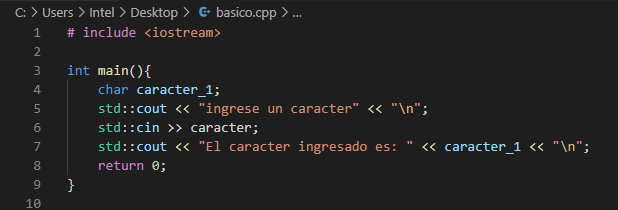 C: > Users > Intel > Desktop > basico.cpp > ...
1 # include <iostream>
2
3 int main(){
4 char caracter_1;
5 std::cout << "ingrese un caracter" << "\n";
6 std::cin >> caracter;
7 std::cout << "El caracter ingresado es: " << caracter_1 << "\n";
8 return 0;
9 }
10